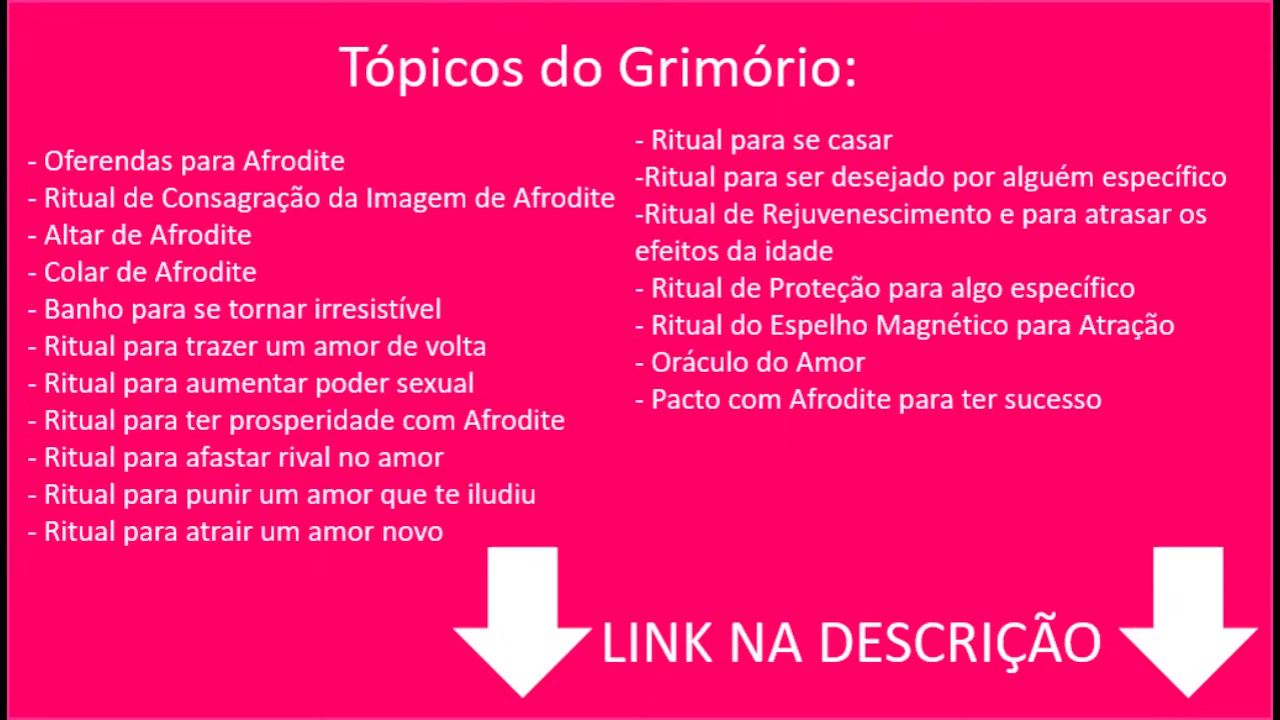 Tópicos do Grimório:
- Oferendas para Afrodite
- Ritual de Consagração da Imagem de Afrodite
- Altar de Afrodite
- Colar de Afrodite
- Banho para se tornar irresistível
- Ritual para trazer um amor de volta
- Ritual para aumentar poder sexual
- Ritual para ter prosperidade com Afrodite
- Ritual para afastar rival no amor
- Ritual para punir um amor que te iludiu
- Ritual para atrair um amor novo
- Ritual para se casar
-Ritual para ser desejado por alguém específico
-Ritual de Rejuvenescimento e para atrasar os
efeitos da idade
- Ritual de Proteção para algo específico
- Ritual do Espelho Magnético para Atração
- Oráculo do Amor
- Pacto com Afrodite para ter sucesso
LINK NA DESCRIÇÃO